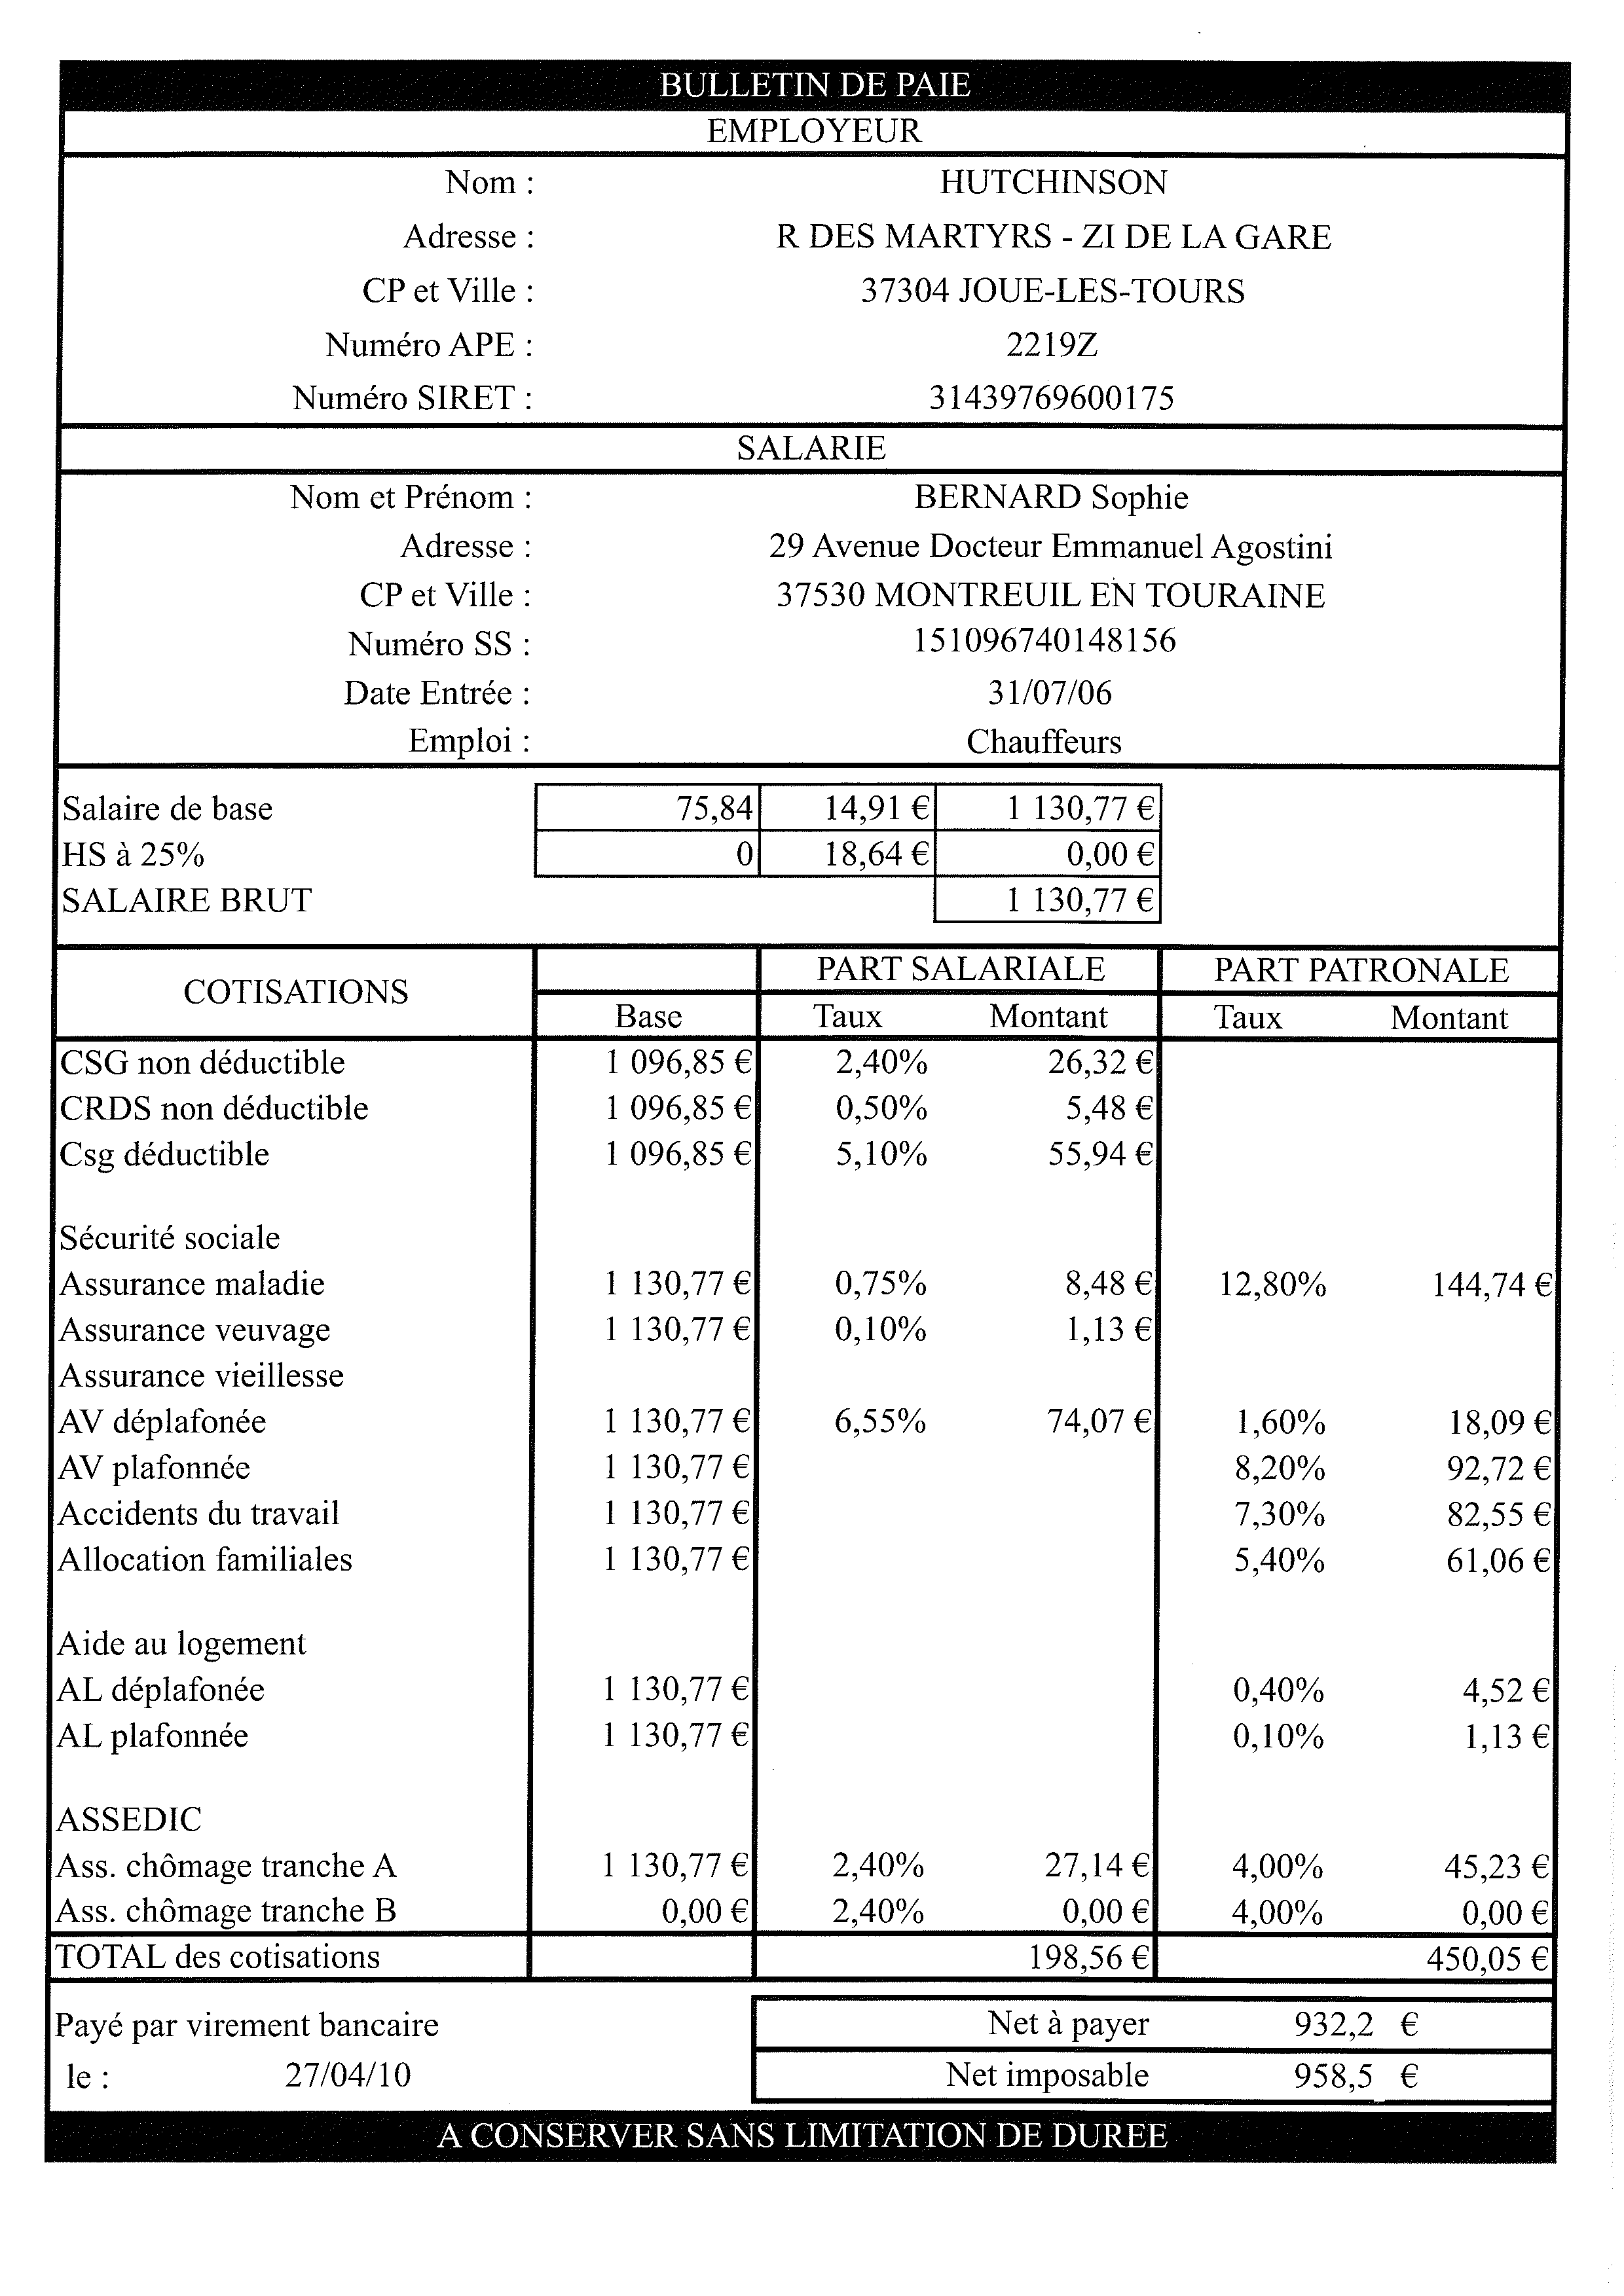 BULLETIN DE PAIE
EMPLOYEUR
Nom : HUTCHINSON
Adresse : R DES MARTYRS - ZI DE LA GARE
CP et Ville : 37304 JOUE-LES-TOURS
Numéro APE : 2219Z
Numéro SIRET : 31439769600175
SALARIE
Nom et Prénom : BERNARD Sophie
Adresse : 29 Avenue Docteur Emmanuel Agostini
CP et Ville : 37530 MONTREUIL EN TOURAINE
Numéro SS : 151096740148156
Date Entrée : 31/07/06
Emploi : Chauffeurs
Salaire de base 75,84 14,91 € 1 130,77 €
HS à 25% 0 18,64 € 0,00 €
SALAIRE BRUT 1 130,77 €
COTISATIONS PART SALARIALE PART PATRONALE
Base Taux Montant Taux Montant
CSG non déductible 1 096,85 € 2,40% 26,32 €
CRDS non déductible 1 096,85 € 0,50% 5,48 €
Csg déductible 1 096,85 € 5,10% 55,94 €
Sécurité sociale
Assurance maladie 1 130,77 € 0,75% 8,48 € 12,80% 144,74 €
Assurance veuvage 1 130,77 € 0,10% 1,13 €
Assurance vieillesse
AV déplafonée 1 130,77 € 6,55% 74,07 € 1,60% 18,09 €
AV plafonnée 1 130,77 € 8,20% 92,72 €
Accidents du travail 1 130,77 € 7,30% 82,55 €
Allocation familiales 1 130,77 € 5,40% 61,06 €
Aide au logement
AL déplafonée 1 130,77 € 0,40% 4,52 €
AL plafonnée 1 130,77 € 0,10% 1,13 €
ASSEDIC
Ass. chômage tranche A 1 130,77 € 2,40% 27,14 € 4,00% 45,23 €
Ass. chômage tranche B 0,00 € 2,40% 0,00 € 4,00% 0,00 €
TOTAL des cotisations 198,56 € 450,05 €
Payé par virement bancaire Net à payer 932,2 €
le : 27/04/10 Net imposable 958,5 €
A CONSERVER SANS LIMITATION DE DUREE